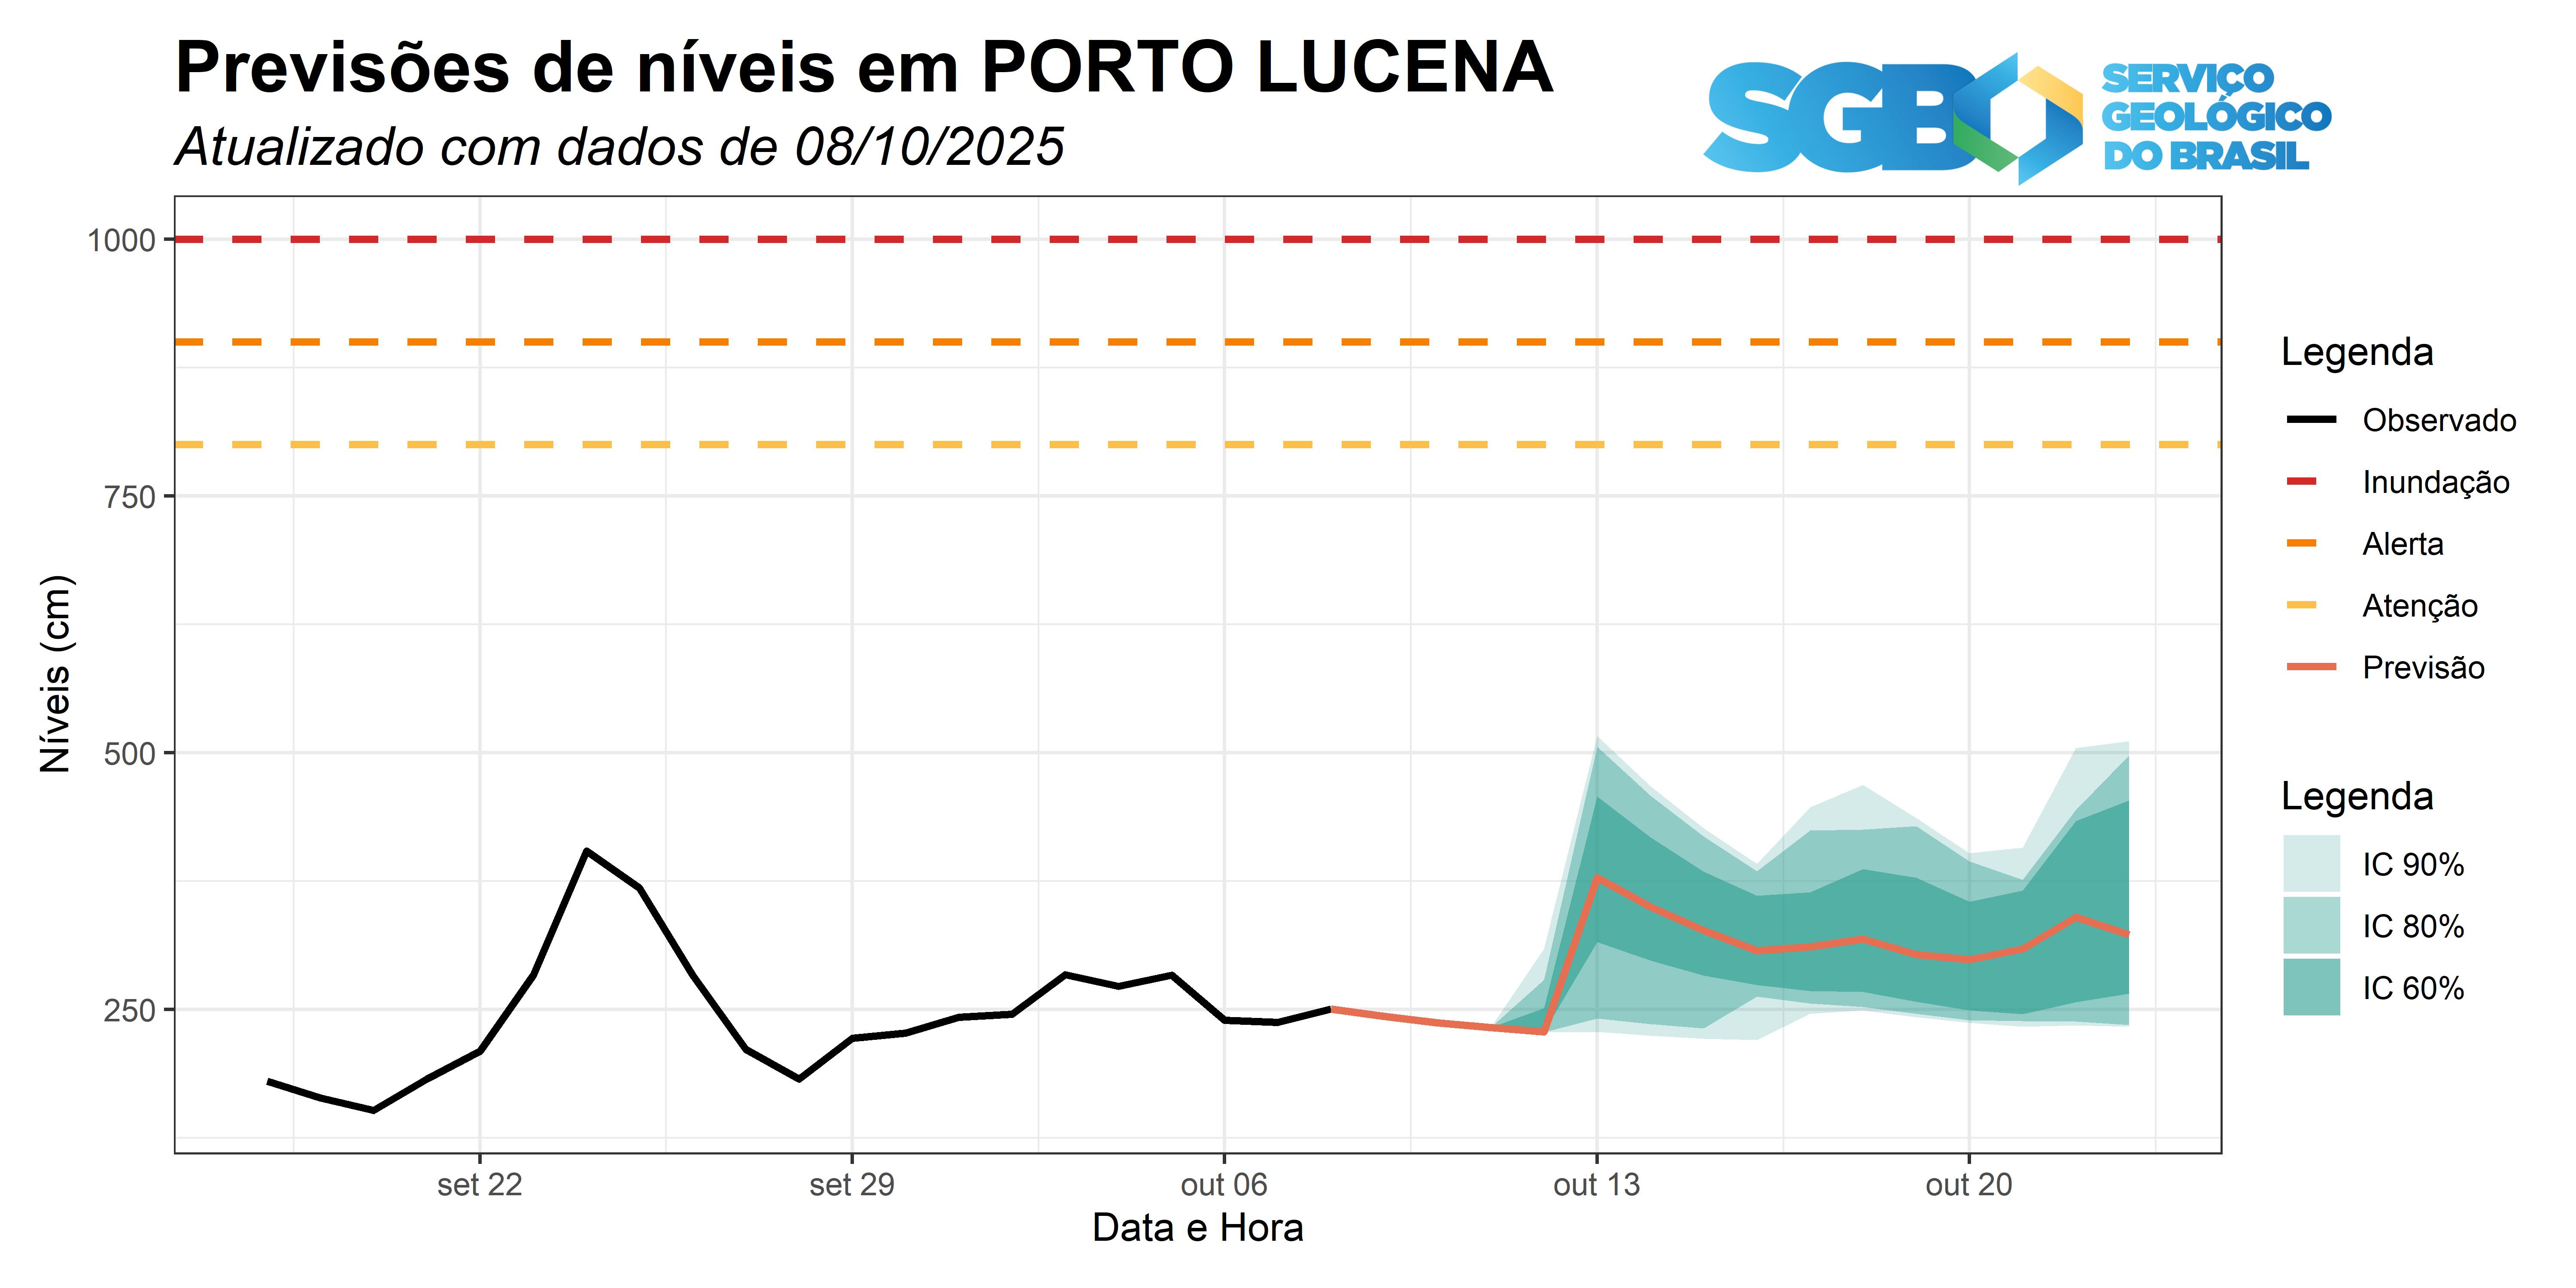 Previsões de níveis em PORTO LUCENA
Atualizado com dados de 08/10/2025
SGB
SERVIÇO
GEOLÓGICO
DO BRASIL
1000
750
500
250
Níveis (cm)
set 22
set 29
out 06
out 13
out 20
Data e Hora
Legenda
Observado
Inundação
Alerta
Atenção
Previsão
Legenda
IC 90%
IC 80%
IC 60%